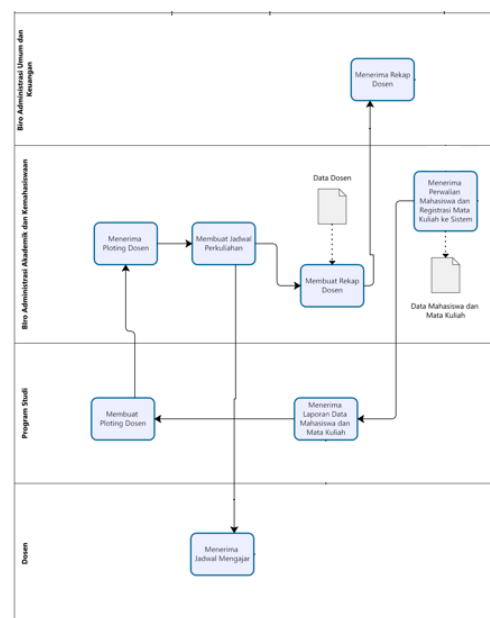 Biro Administrasi Umum dan
Keuangan
Menerima Rekap
Dosen
Biro Administrasi Akademik dan Kemahasiswaan
Data Dosen
Menerima
Perwalian
Mahasiswa dan
Registrasi Mata
Kuliah ke Sistem
Menerima
Ploting Dosen
Membuat Jadwal
Perkuliahan
Membuat Rekap
Dosen
Data Mahasiswa dan
Mata Kuliah
Program Studi
Membuat
Ploting Dosen
Menerima
Laporan Data
Mahasiswa dan
Mata Kuliah
Dosen
Menerima
Jadwal Mengajar